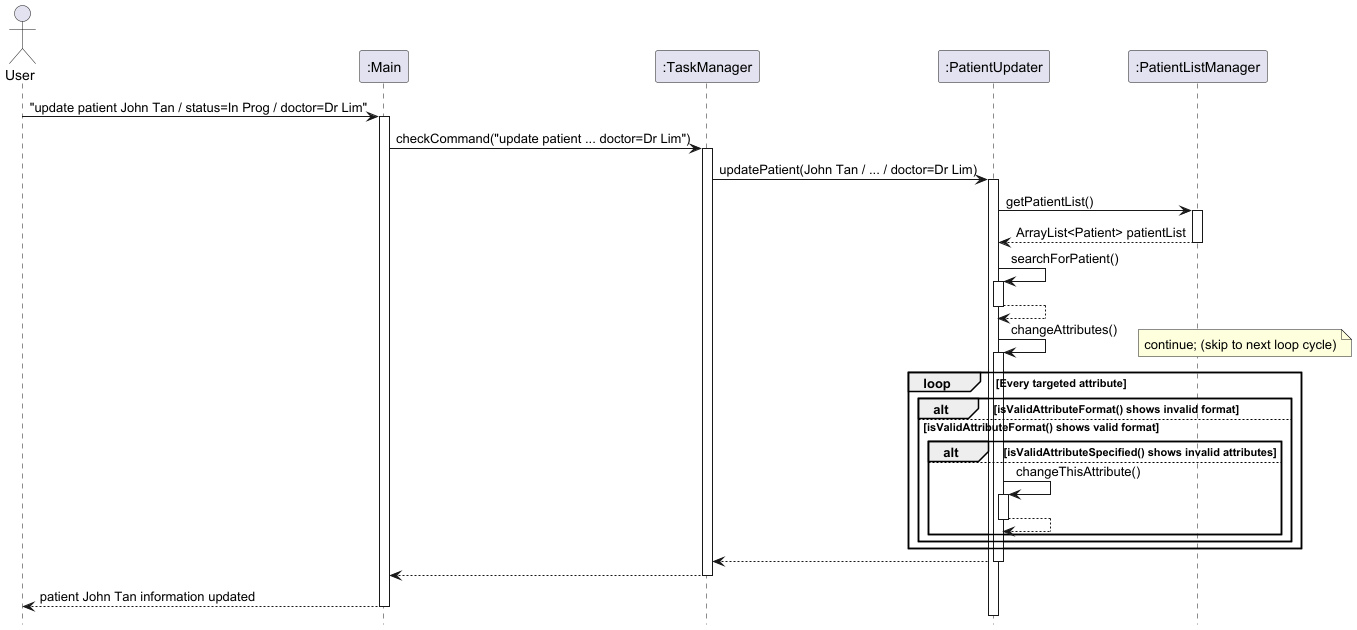 User
:Main
:TaskManager
:PatientUpdater
:PatientListManager
"update patient John Tan / status=In Prog / doctor=Dr Lim"
checkCommand("update patient ... doctor=Dr Lim")
updatePatient(John Tan / ... / doctor=Dr Lim)
getPatientList()
ArrayList<Patient> patientList
searchForPatient()
changeAttributes()
continue; (skip to next loop cycle)
loop [Every targeted attribute]
alt [isValidAttributeFormat() shows invalid format]
[isValidAttributeFormat() shows valid format]
alt [isValidAttributeSpecified() shows invalid attributes]
changeThisAttribute()
patient John Tan information updated